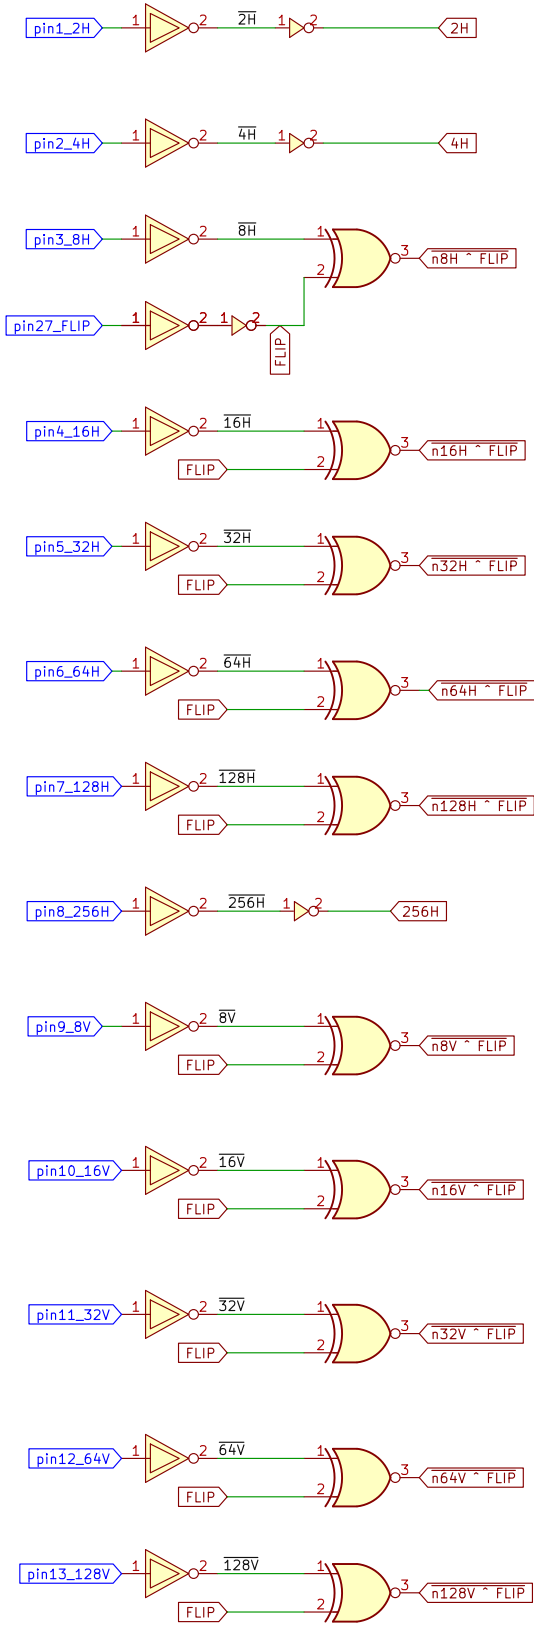 pin1_2H 1 2 2H 1 2 2H
pin2_4H 1 2 4H 1 2 4H
pin3_8H 1 2 8H 1 3 n8H ^ FLIP
2
pin27_FLIP 1 2 1 2
FLIP
pin4_16H 1 2 16H 1 3 n16H ^ FLIP
FLIP 2
pin5_32H 1 2 32H 1 3 n32H ^ FLIP
FLIP 2
pin6_64H 1 2 64H 1 3 n64H ^ FLIP
FLIP 2
pin7_128H 1 2 128H 1 3 n128H ^ FLIP
FLIP 2
pin8_256H 1 2 256H 1 2 256H
pin9_8V 1 2 8V 1 3 n8V ^ FLIP
FLIP 2
pin10_16V 1 2 16V 1 3 n16V ^ FLIP
FLIP 2
pin11_32V 1 2 32V 1 3 n32V ^ FLIP
FLIP 2
pin12_64V 1 2 64V 1 3 n64V ^ FLIP
FLIP 2
pin13_128V 1 2 128V 1 3 n128V ^ FLIP
FLIP 2